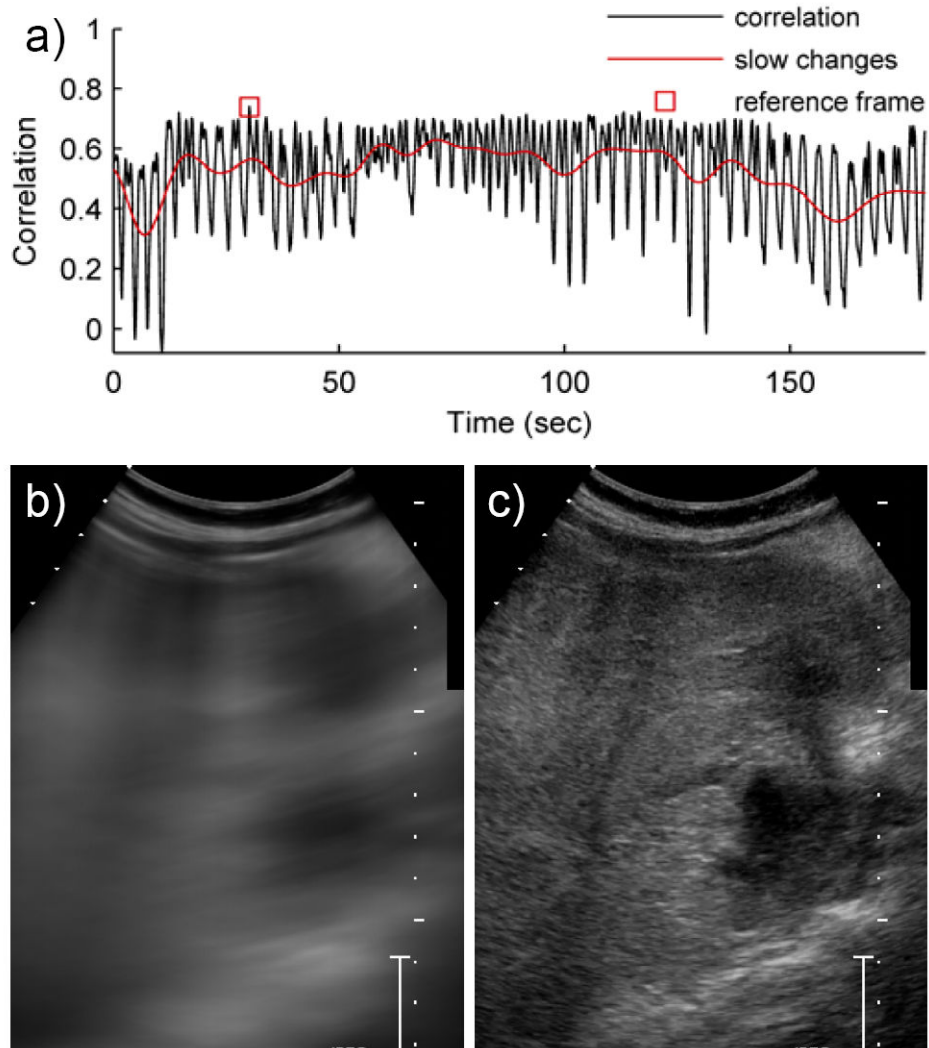 a)
correlation
slow changes
reference frame
1
0.8
0.6
0.4
0.2
0
Correlation
0 50 100 150
Time (sec)
b) c)